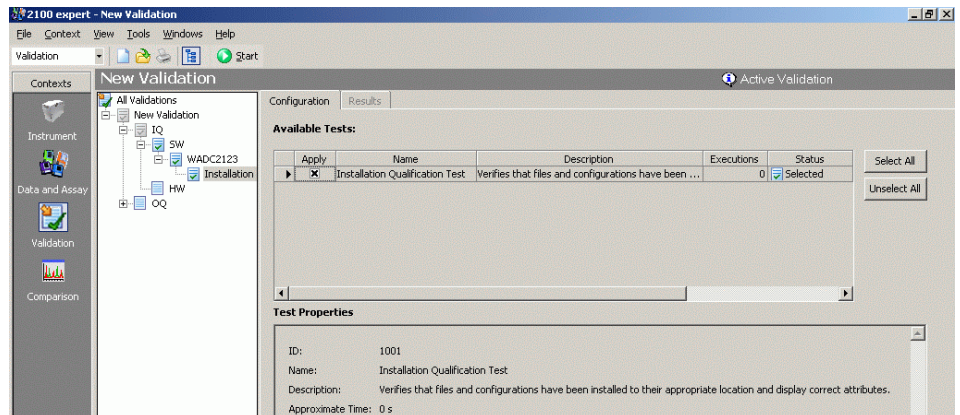 2100 expert - New Validation
File Context View Tools Windows Help
Validation Start
Contexts
Instrument
Data and Assay
Validation
Comparison
New Validation
Active Validation
All Validations
New Validation
IQ
SW
WADC2123
Installation
HW
OQ
Configuration Results
Available Tests:
Apply Name Description Executions Status
Installation Qualification Test Verifies that files and configurations have been ... 0 Selected
Select All
Unselect All
Test Properties
ID: 1001
Name: Installation Qualification Test
Description: Verifies that files and configurations have been installed to their appropriate location and display correct attributes.
Approximate Time: 0 s